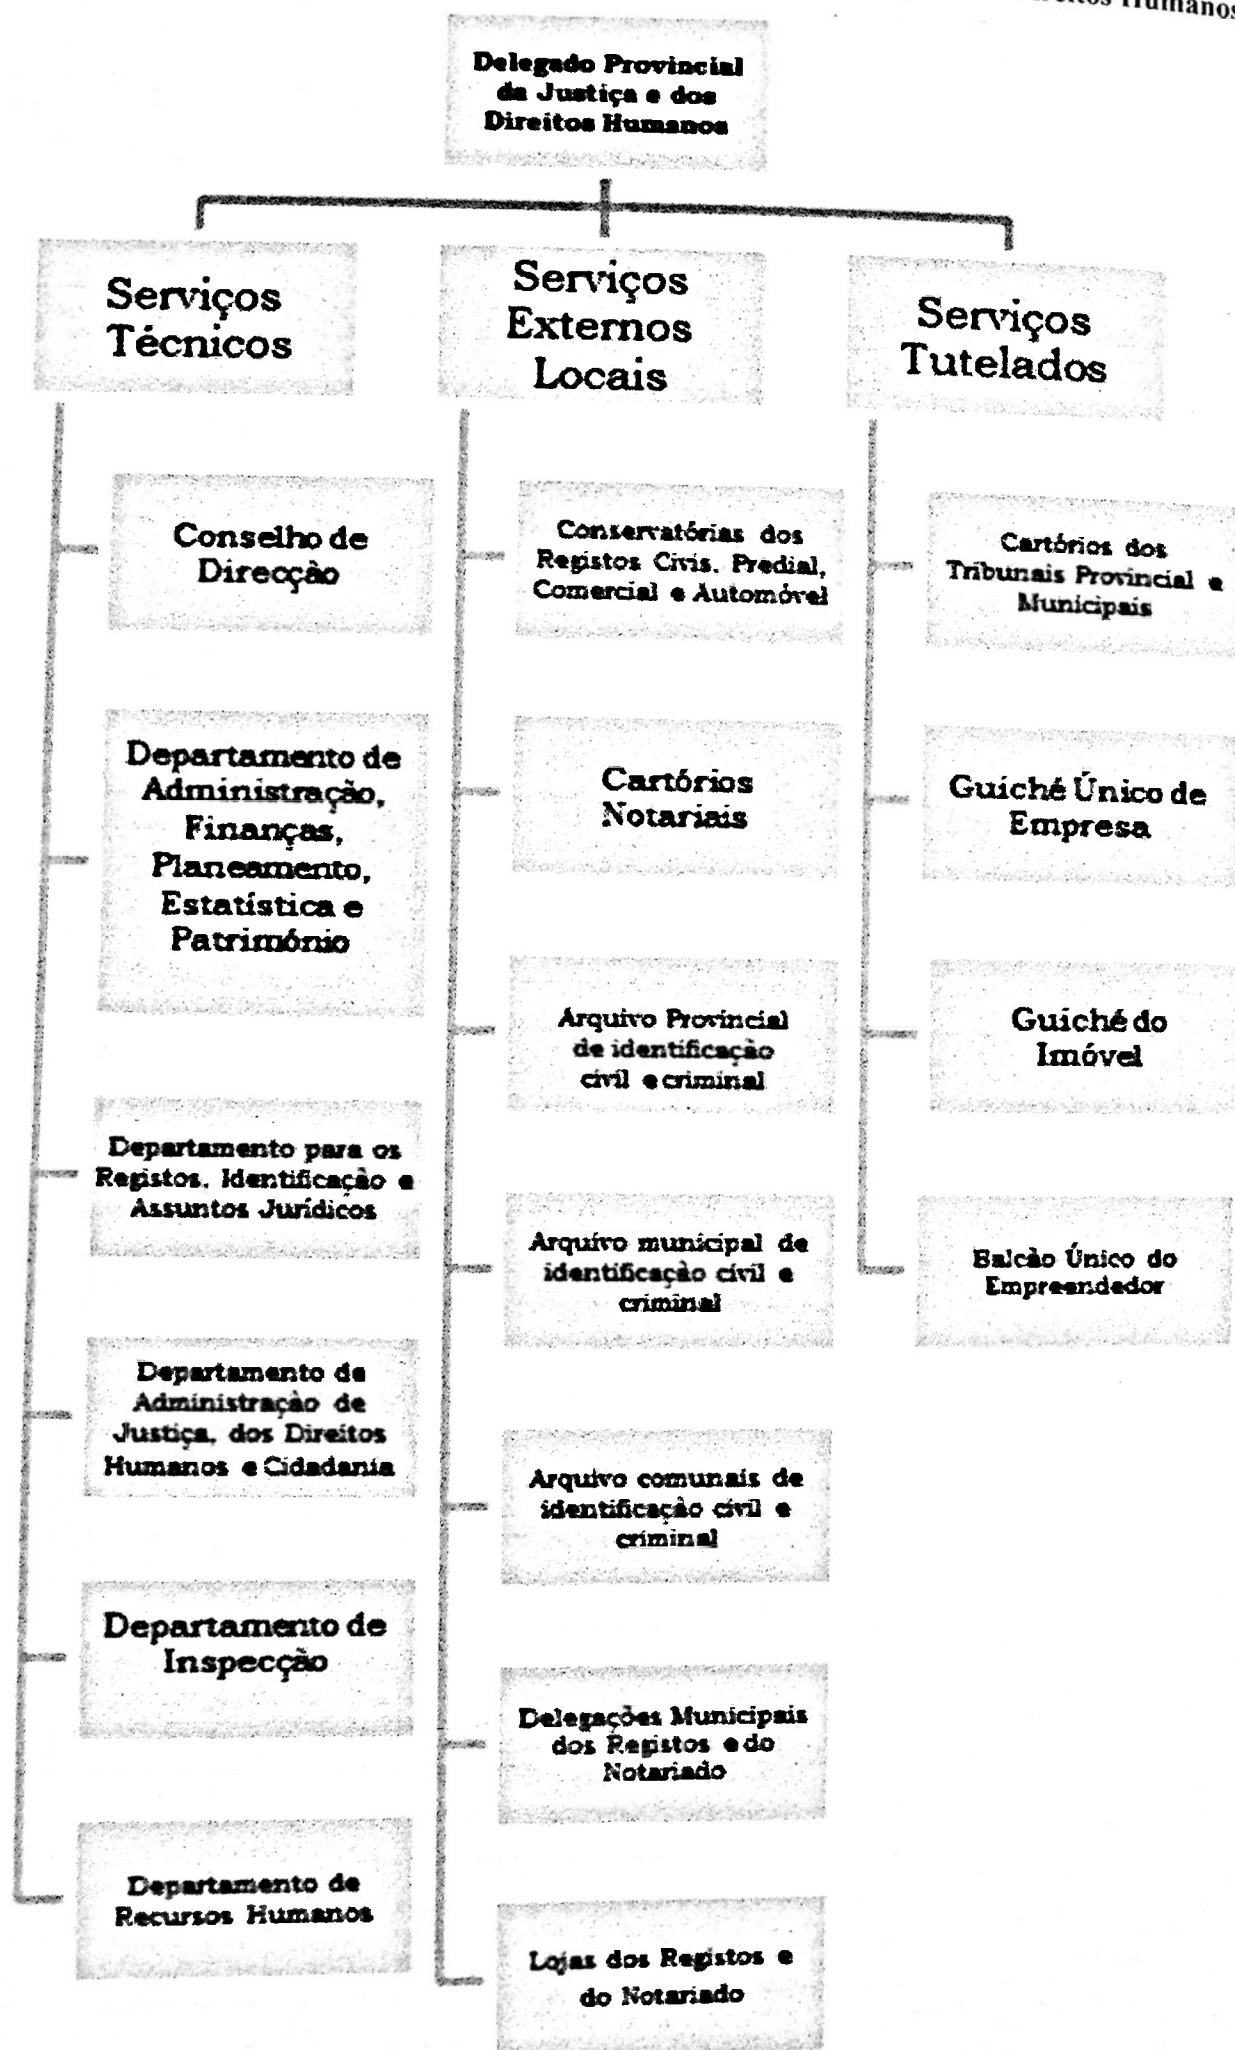 Direitos Humanos
Delegado Provincial
da Justiça e dos
Direitos Humanos
Serviços
Técnicos
Serviços
Externos
Locais
Serviços
Tutelados
Conselho de
Direcção
Departamento de
Administração,
Finanças,
Planeamento,
Estatística e
Património
Departamento para os
Registos, Identificação e
Assuntos Jurídicos
Departamento de
Administração de
Justiça, dos Direitos
Humanos e Cidadania
Departamento de
Inspecção
Departamento de
Recursos Humanos
Conservatórias dos
Registos Civis, Predial,
Comercial e Automóvel
Cartórios
Notariais
Arquivo Provincial
de identificação
civil e criminal
Arquivo municipal de
identificação civil e
criminal
Arquivo comunais de
identificação civil e
criminal
Delegações Municipais
dos Registos e do
Notariado
Lojas dos Registos e
do Notariado
Cartórios dos
Tribunais Provincial e
Municipais
Guiché Único de
Empresa
Guiché do
Imóvel
Balcão Único do
Empreendedor